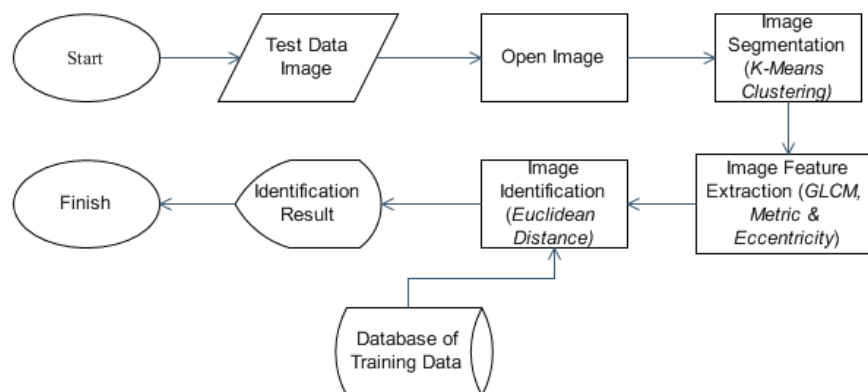 Start
Test Data
Image
Open Image
Image
Segmentation
(K-Means
Clustering)
Image Feature
Extraction (GLCM,
Metric &
Eccentricity)
Image
Identification
(Euclidean
Distance)
Identification
Result
Finish
Database of
Training Data